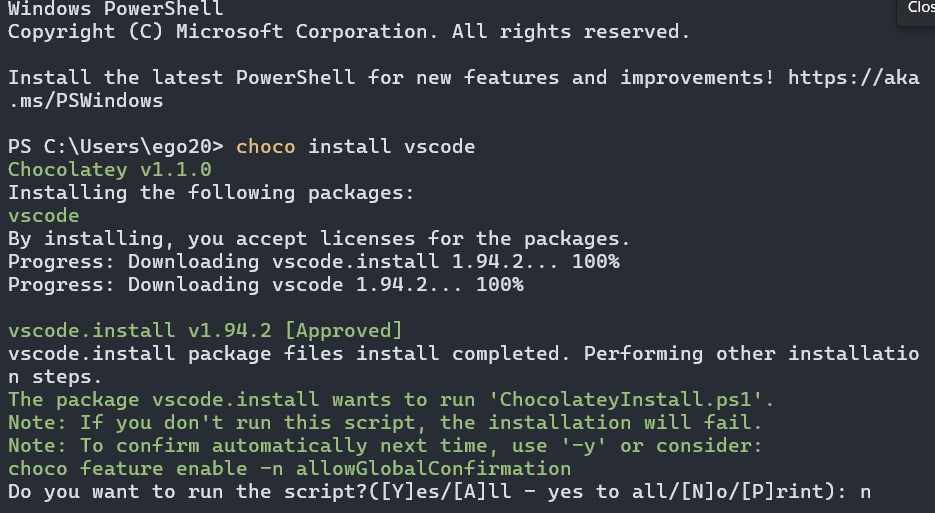 Windows PowerShell
Clos
Copyright (C) Microsoft Corporation. All rights reserved.
Install the latest PowerShell for new features and improvements! https://aka
.ms/PSWindows
PS C:\Users\ego20> choco install vscode
Chocolatey v1.1.0
Installing the following packages:
vscode
By installing, you accept licenses for the packages.
Progress: Downloading vscode.install 1.94.2... 100%
Progress: Downloading vscode 1.94.2... 100%
vscode.install v1.94.2 [Approved]
vscode.install package files install completed. Performing other installatio
n steps.
The package vscode.install wants to run 'ChocolateyInstall.ps1'.
Note: If you don't run this script, the installation will fail.
Note: To confirm automatically next time, use '-y' or consider:
choco feature enable -n allowGlobalConfirmation
Do you want to run the script?([Y]es/[A]ll - yes to all/[N]o/[P]rint): n